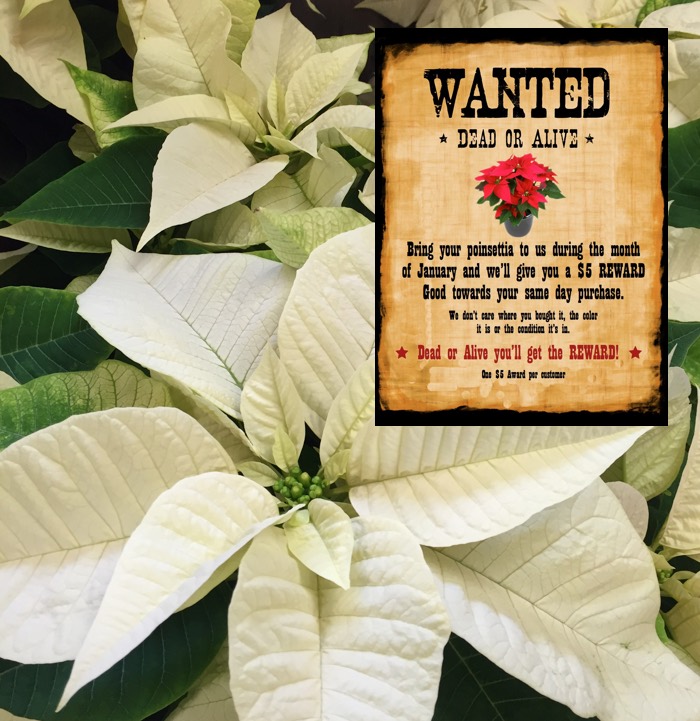 WANTED
DEAD OR ALIVE
Bring your poinsettia to us during the month
of January and we'll give you a $5 REWARD
Good towards your same day purchase.
We don't care where you bought it, the color
it is or the condition it's in.
Dead or Alive you'll get the REWARD!
One $5 Award per customer